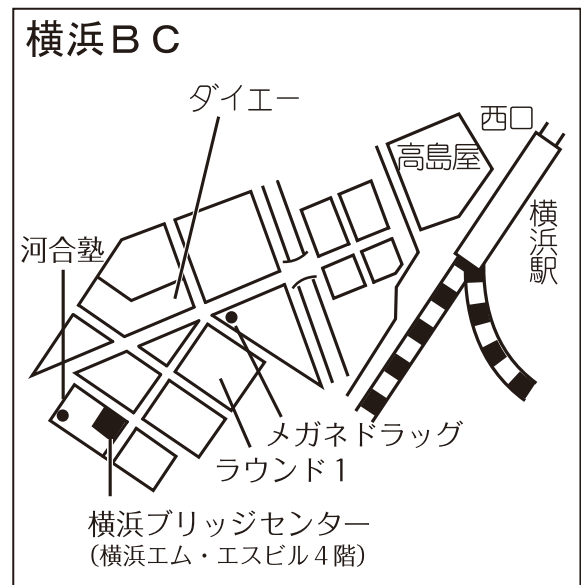 横浜ＢＣ
ダイエー
西口
高島屋
横浜駅
河合塾
メガネドラッグ
ラウンド１
横浜ブリッジセンター
（横浜エム・エスビル４階）